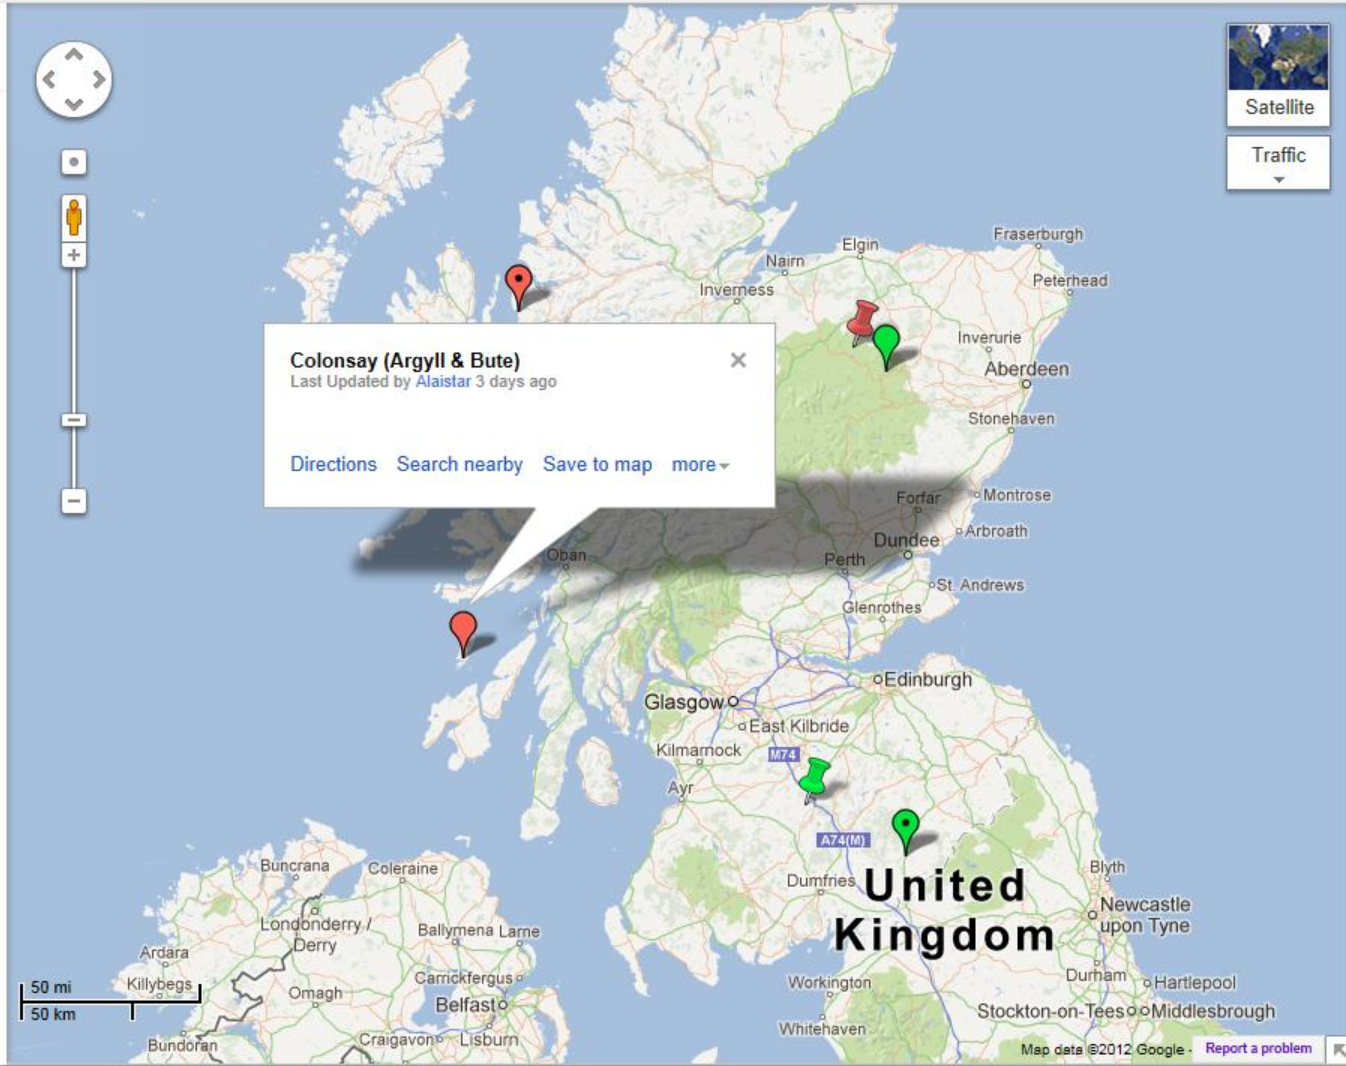 Satellite
Traffic
Fraserburgh
Elgin
Nairn
Peterhead
Inverness
Inverurie
Colonsay (Argyll & Bute)
Last Updated by Alaistar 3 days ago
Aberdeen
Stonehaven
Directions Search nearby Save to map more
Forfar
Montrose
Arbroath
Dundee
Oban
Perth
St. Andrews
Glenrothes
Edinburgh
Glasgow
East Kilbride
Kilmarnock
M74
Ayr
A74(M)
Buncrana
Coleraine
Blyth
Dumfries
United
Kingdom
Newcastle
upon Tyne
Londonderry /
Derry
Ballymena
Larne
Ardara
Killybegs
Carrickfergus
Durham
Hartlepool
Workington
50 mi
50 km
Omagh
Belfast
Stockton-on-Tees
Middlesbrough
Whitehaven
Bundoran
Craigavon
Lisburn
Map data ©2012 Google - Report a problem